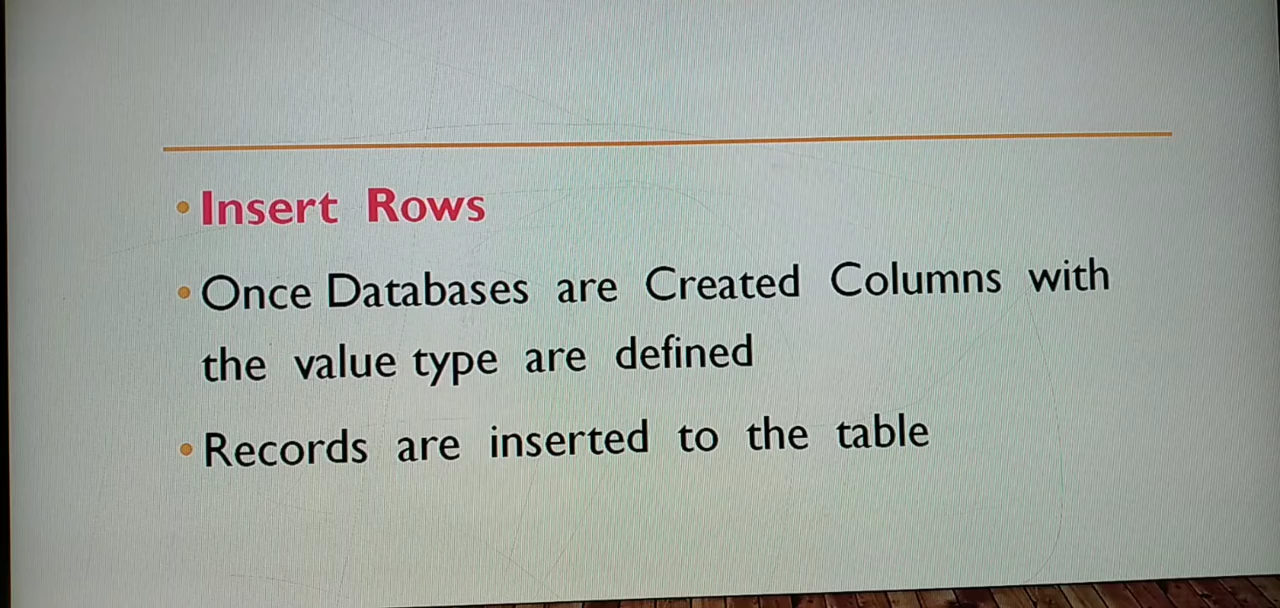 • Insert Rows
• Once Databases are Created Columns with
the value type are defined
• Records are inserted to the table